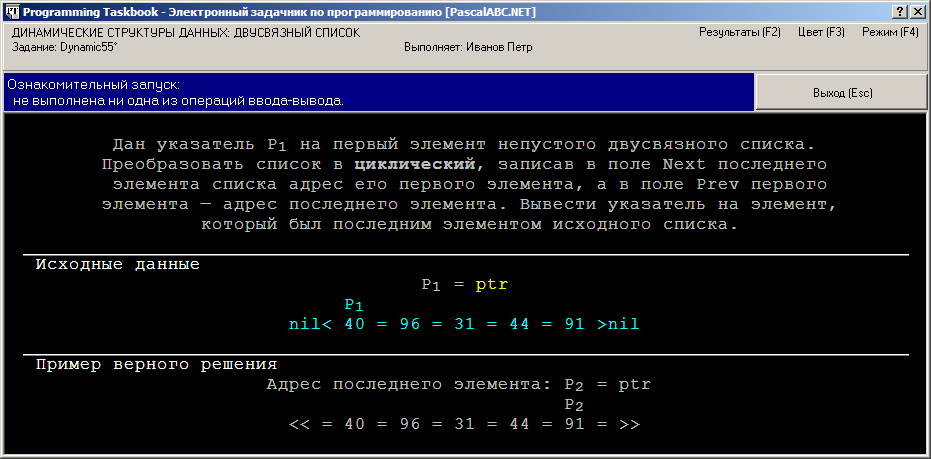 Programming Taskbook - Электронный задачник по программированию [PascalABC.NET]
ДИНАМИЧЕСКИЕ СТРУКТУРЫ ДАННЫХ: ДВУСВЯЗНЫЙ СПИСОК
Результаты (F2) Цвет (F3) Режим (F4)
Задание: Dynamic55° Выполняет: Иванов Петр
Ознакомительный запуск:
не выполнена ни одна из операций ввода-вывода.
Выход (Esc)
Дан указатель P1 на первый элемент непустого двусвязного списка.
Преобразовать список в циклический, записав в поле Next последнего
элемента списка адрес его первого элемента, а в поле Prev первого
элемента — адрес последнего элемента. Вывести указатель на элемент,
который был последним элементом исходного списка.
Исходные данные
P1 = ptr
P1
nil< 40 = 96 = 31 = 44 = 91 >nil
Пример верного решения
Адрес последнего элемента: P2 = ptr
P2
<< = 40 = 96 = 31 = 44 = 91 = >>